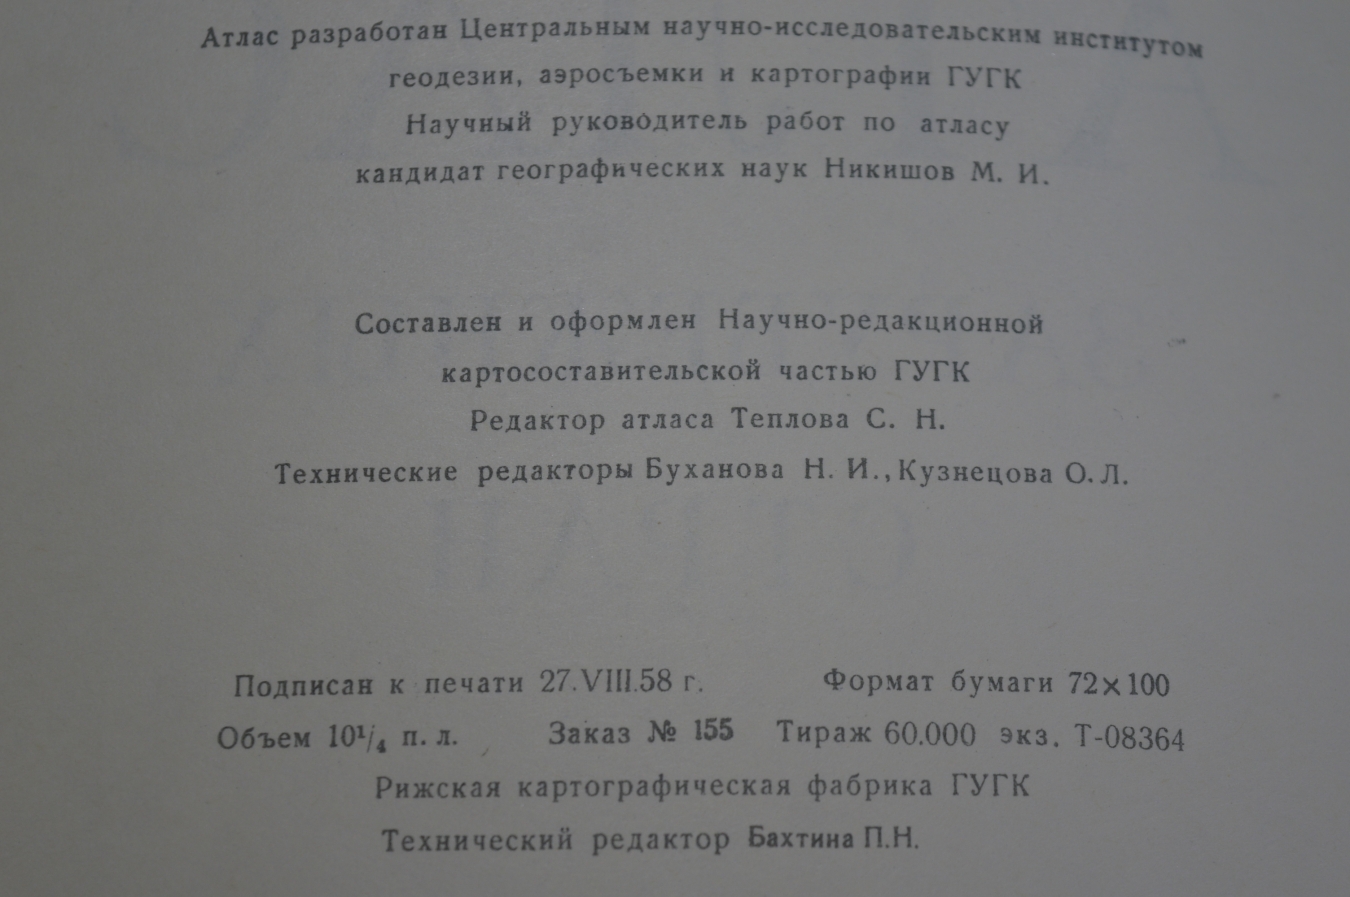 Атлас разработан Центральным научно-исследовательским институтом
геодезии, аэросъемки и картографии ГУГК
Научный руководитель работ по атласу
кандидат географических наук Никишов М. И.
Составлен и оформлен Научно-редакционной
картосоставительской частью ГУГК
Редактор атласа Теплова С. Н.
Технические редакторы Буханова Н. И., Кузнецова О. Л.
Подписан к печати 27.VIII.58 г. Формат бумаги 72×100
Объем 10¹/₄ п. л. Заказ № 155 Тираж 60.000 экз. Т-08364
Рижская картографическая фабрика ГУГК
Технический редактор Бахтина П.Н.